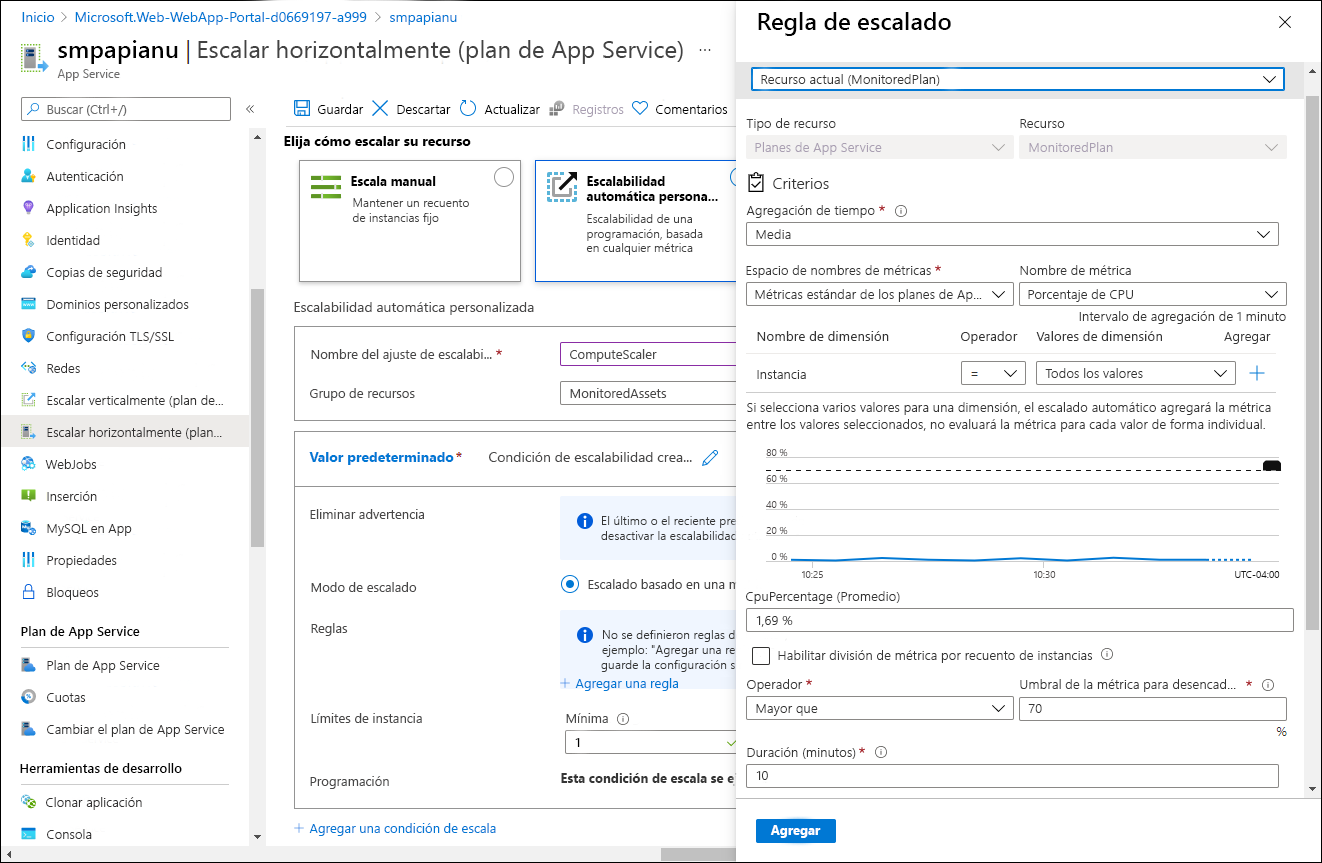 Inicio > Microsoft.Web-WebApp-Portal-d0669197-a999 > smpapianu
smpapianu | Escalar horizontalmente (plan de App Service) ...
App Service
Buscar (Ctrl+/)
«
Configuración
Autenticación
Application Insights
Identidad
Copias de seguridad
Dominios personalizados
Configuración TLS/SSL
Redes
Escalar verticalmente (plan de...
Escalar horizontalmente (plan...
WebJobs
Inserción
MySQL en App
Propiedades
Bloqueos
Plan de App Service
Plan de App Service
Cuotas
Cambiar el plan de App Service
Herramientas de desarrollo
Clonar aplicación
Consola
Guardar Descartar Actualizar Registros Comentarios
Elija cómo escalar su recurso
Escala manual
Mantener un recuento
de instancias fijo
Escalabilidad
automática persona...
Escalabilidad de una
programación, basada
en cualquier métrica
Escalabilidad automática personalizada
Nombre del ajuste de escalabi... * ComputeScaler
Grupo de recursos MonitoredAssets
Valor predeterminado* Condición de escalabilidad crea...
Eliminar advertencia
El último o el reciente pre
desactivar la escalabilidad
Modo de escalado Escalado basado en una m
Reglas
No se definieron reglas d
ejemplo: "Agregar una re
guarde la configuración s
+ Agregar una regla
Límites de instancia Mínima
1
Programación Esta condición de escala se ej
+ Agregar una condición de escala
Regla de escalado
Recurso actual (MonitoredPlan)
Tipo de recurso Recurso
Planes de App Service MonitoredPlan
Criterios
Agregación de tiempo *
Media
Espacio de nombres de métricas * Nombre de métrica
Métricas estándar de los planes de Ap... Porcentaje de CPU
Intervalo de agregación de 1 minuto
Nombre de dimensión Operador Valores de dimensión Agregar
Instancia = Todos los valores +
Si selecciona varios valores para una dimensión, el escalado automático agregará la métrica
entre los valores seleccionados, no evaluará la métrica para cada valor de forma individual.
80 %
60 %
40 %
20 %
0 %
10:25 10:30 UTC-04:00
CpuPercentage (Promedio)
1,69 %
Habilitar división de métrica por recuento de instancias
Operador * Umbral de la métrica para desencad... *
Mayor que 70
%
Duración (minutos) *
10
Agregar